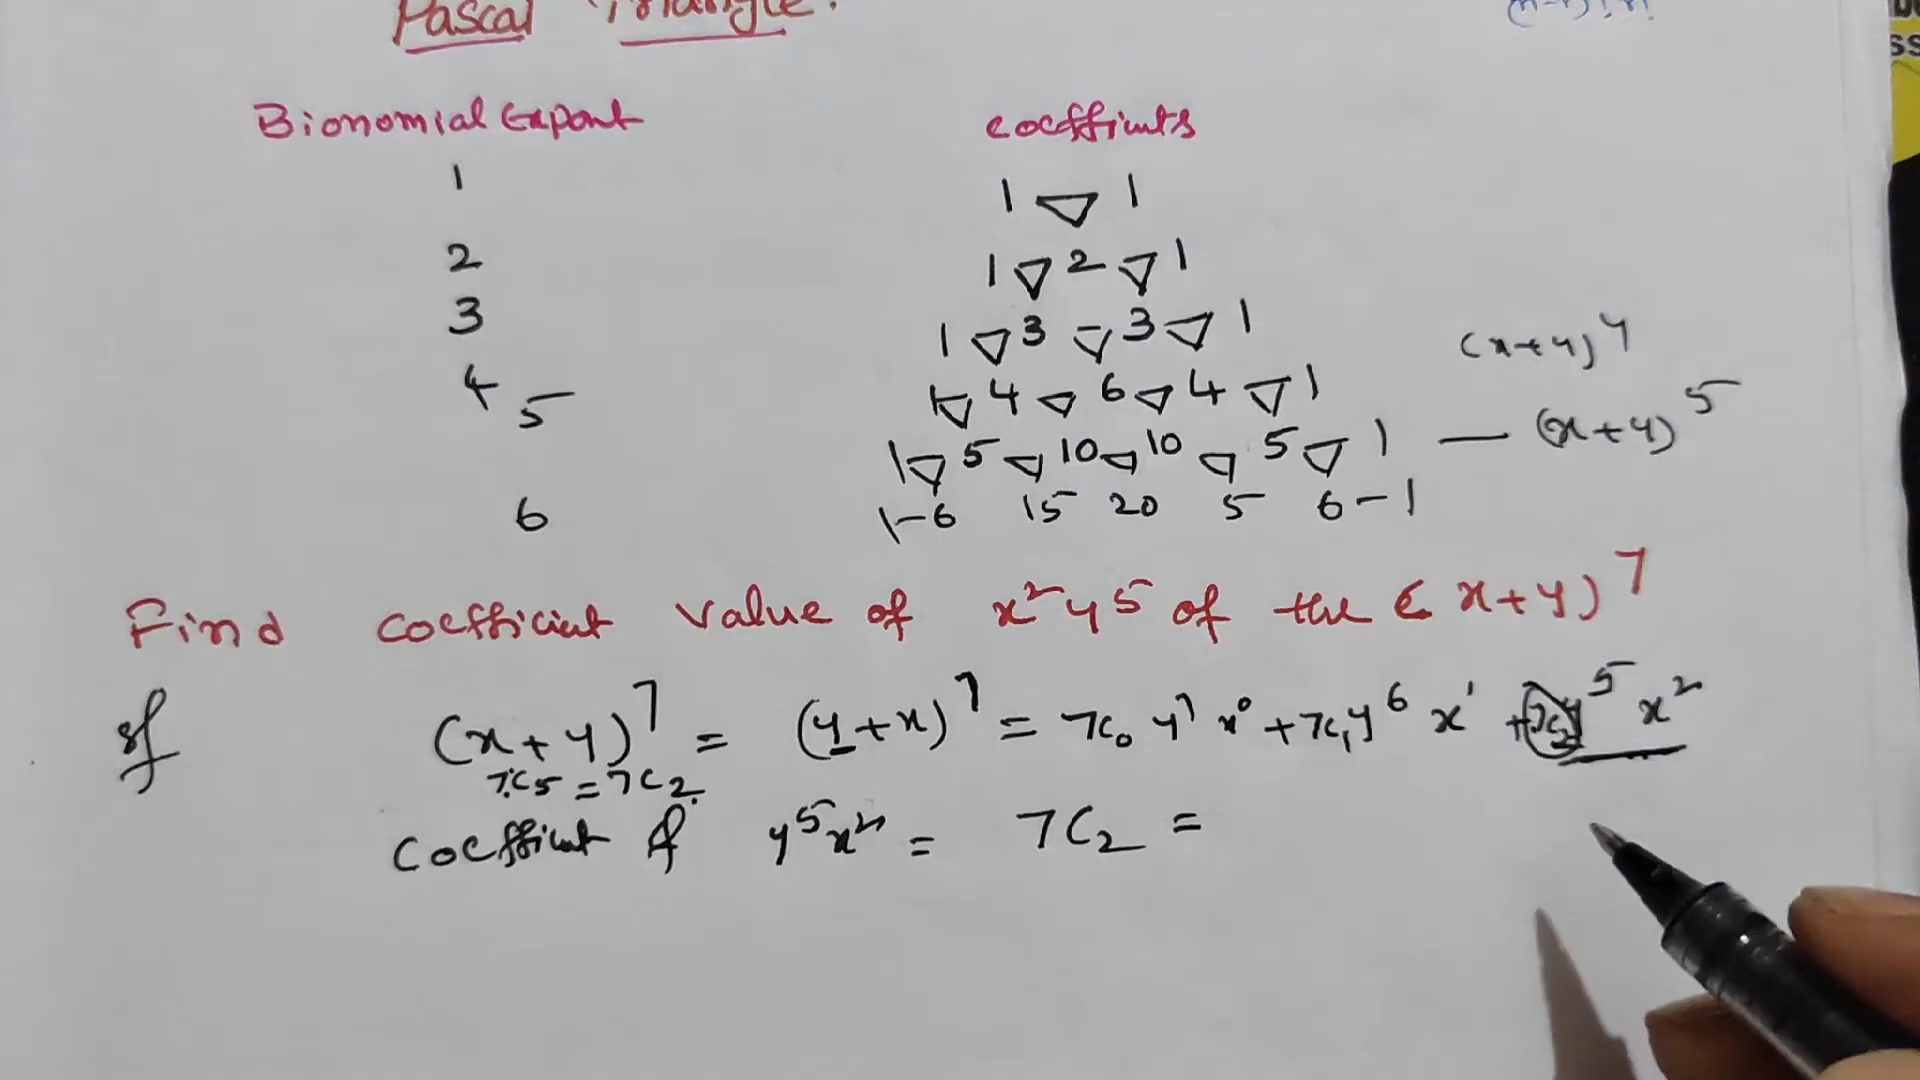 Pascal Triangle.
(n-r)! r!
SS
Bionomial Expont coeffints
1 1 1
2 1 2 1
3 1 3 3 1
(x+y)4
4 1 4 6 4 1
5 1 5 10 10 5 1 — (x+y)5
6 1-6 15 20 5 6-1
Find coefficient value of x2y5 of the (x+y)7
(x+y)7 = (y+x)7 = 7C0 y7 x0 + 7C1 y6 x1 + 7C2 y5 x2
7C5 = 7C2
coefficient of y5x2 = 7C2 =